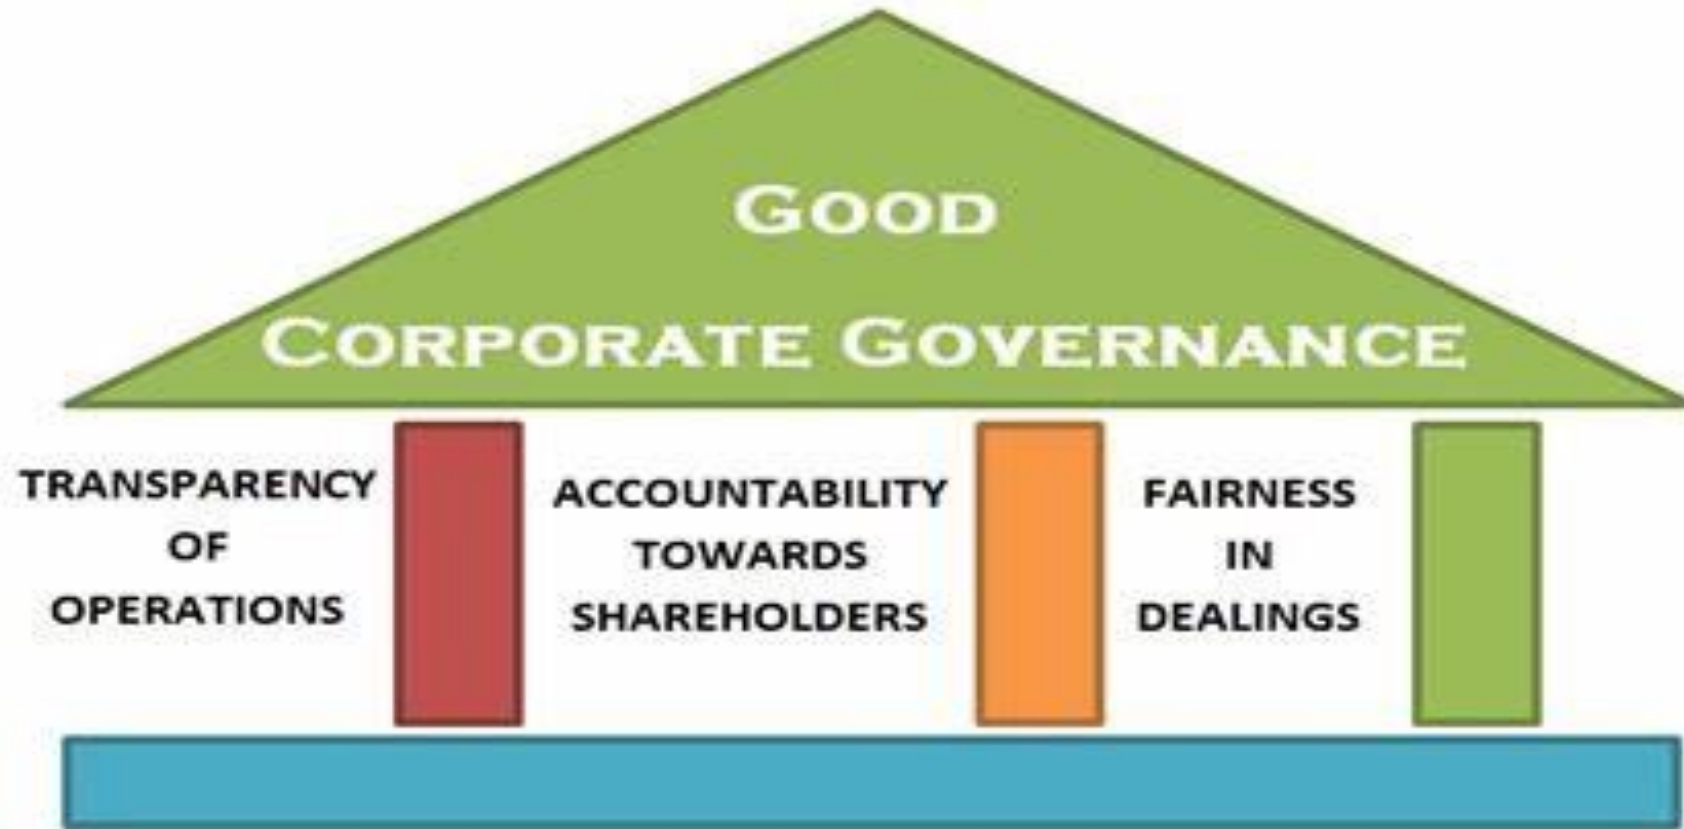 GOOD
CORPORATE GOVERNANCE
TRANSPARENCY
OF
OPERATIONS
ACCOUNTABILITY
TOWARDS
SHAREHOLDERS
FAIRNESS
IN
DEALINGS